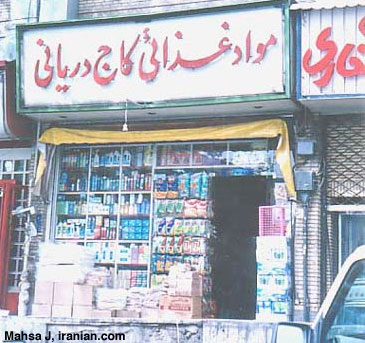 مواد غذائی کاج دریانی
Mahsa J, iranian.com